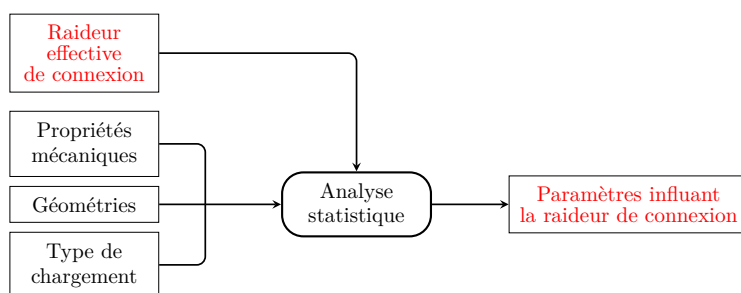 Raideur
effective
de connexion
Propriétés
mécaniques
Géométries
Type de
chargement
Analyse
statistique
Paramètres influant
la raideur de connexion